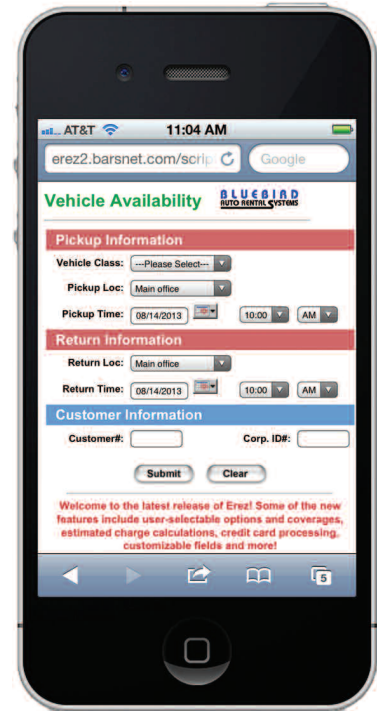 AT&T 11:04 AM
erez2.barsnet.com/scrip Google
Vehicle Availability BLUEBIRD
AUTO RENTAL SYSTEMS
Pickup Information
Vehicle Class: ---Please Select---
Pickup Loc: Main office
Pickup Time: 08/14/2013 10:00 AM
Return Information
Return Loc: Main office
Return Time: 08/14/2013 10:00 AM
Customer Information
Customer#: Corp. ID#:
Submit Clear
Welcome to the latest release of Erez! Some of the new
features include user-selectable options and coverages,
estimated charge calculations, credit card processing,
customizable fields and more!
5